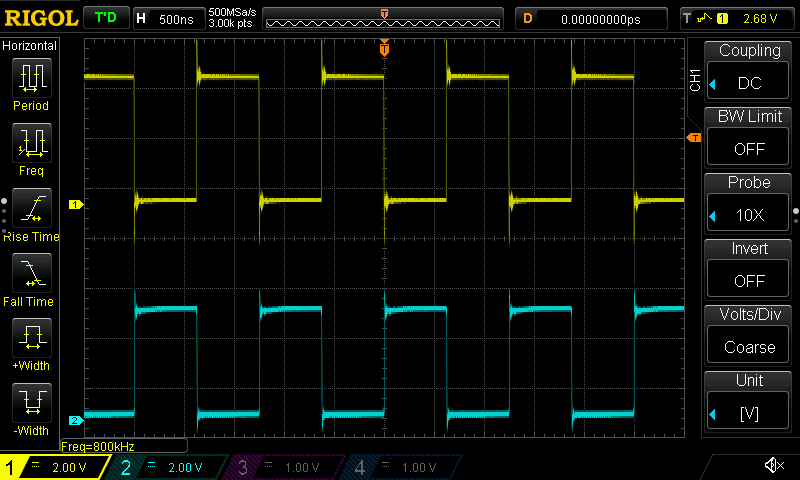 RIGOL T'D H 500ns 500MSa/s 3.00k pts T D 0.00000000ps T 1 2.68 V
Horizontal
Period
Freq
Rise Time
Fall Time
+Width
-Width
T
1
2
T
CH1
Coupling
DC
BW Limit
OFF
Probe
10X
Invert
OFF
Volts/Div
Coarse
Unit
[V]
Freq=800kHz
1 2.00 V 2 2.00 V 3 1.00 V 4 1.00 V